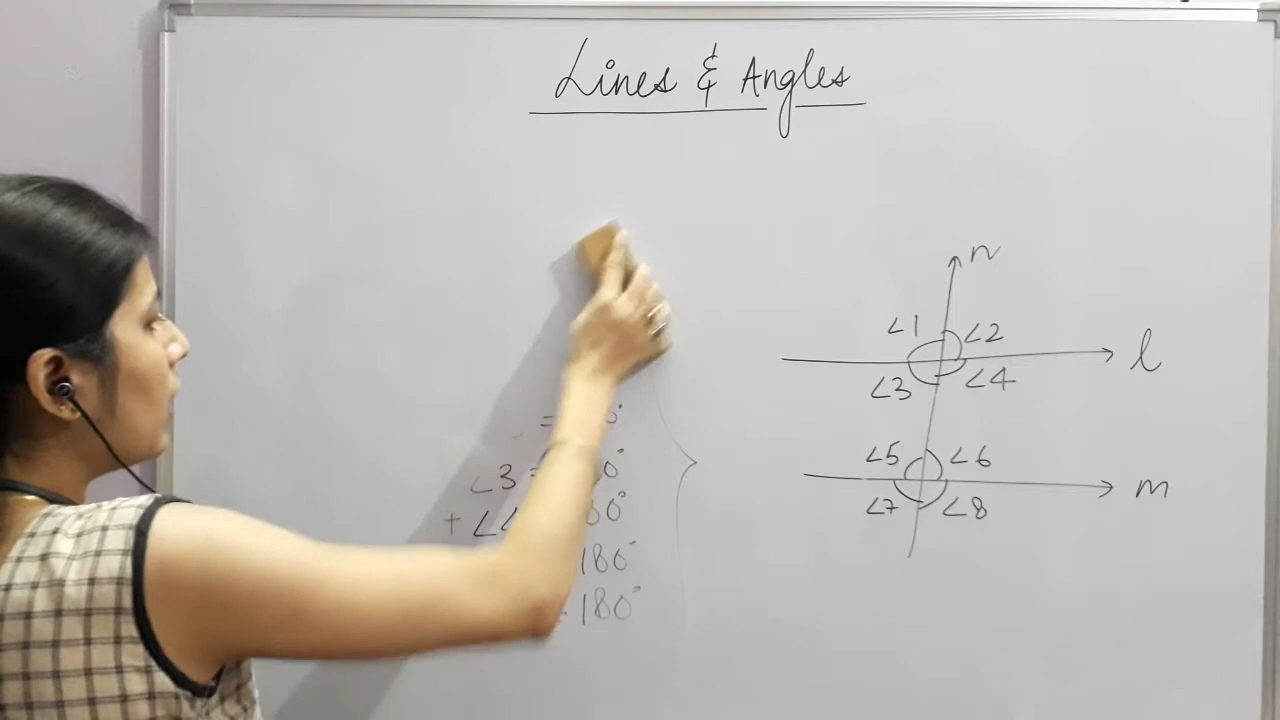 Lines & Angles
n
∠1 ∠2
l
∠3 ∠4
∠5 ∠6
m
∠7 ∠8
=
∠3
+
180°
180°